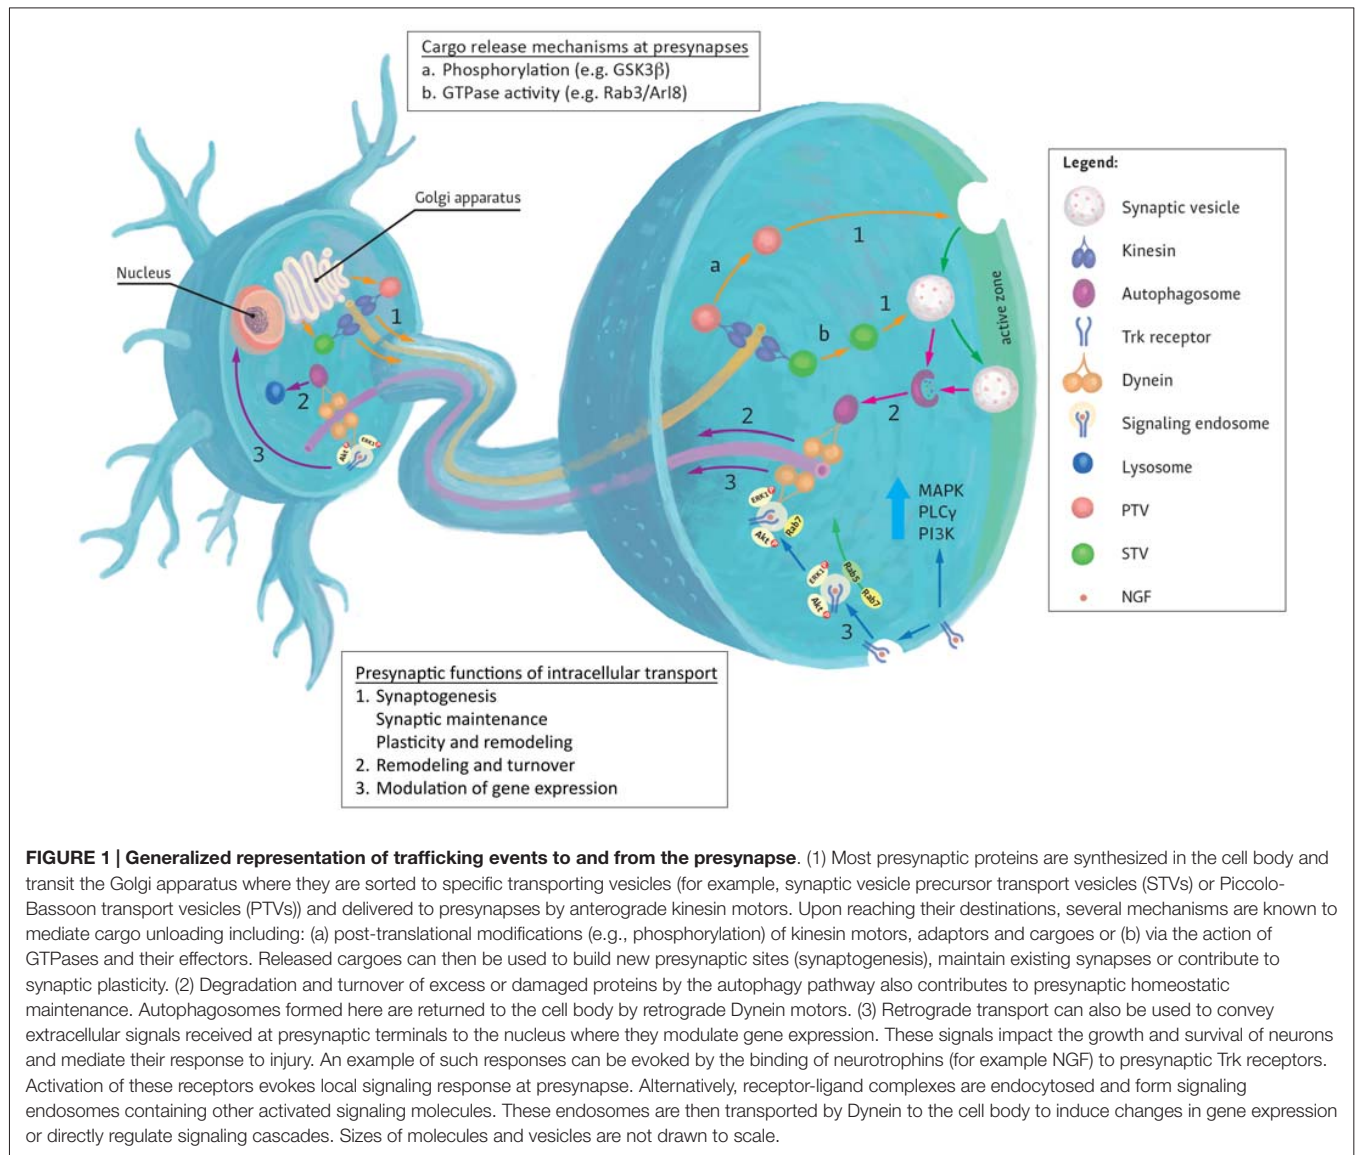 Cargo release mechanisms at presynapses
a. Phosphorylation (e.g. GSK3β)
b. GTPase activity (e.g. Rab3/Arl8)
Golgi apparatus
Nucleus
1
2
3
Akt
P
ERK1
P
a
1
1
b
2
2
3
active zone
MAPK
PLCγ
PI3K
ERK1
P
Akt
P
Rab7
ERK1
P
Akt
P
Rab5
Rab7
3
Legend:
Synaptic vesicle
Kinesin
Autophagosome
Trk receptor
Dynein
Signaling endosome
Lysosome
PTV
STV
NGF
Presynaptic functions of intracellular transport
1. Synaptogenesis
Synaptic maintenance
Plasticity and remodeling
2. Remodeling and turnover
3. Modulation of gene expression
FIGURE 1 | Generalized representation of trafficking events to and from the presynapse. (1) Most presynaptic proteins are synthesized in the cell body and
transit the Golgi apparatus where they are sorted to specific transporting vesicles (for example, synaptic vesicle precursor transport vesicles (STVs) or Piccolo-
Bassoon transport vesicles (PTVs)) and delivered to presynapses by anterograde kinesin motors. Upon reaching their destinations, several mechanisms are known to
mediate cargo unloading including: (a) post-translational modifications (e.g., phosphorylation) of kinesin motors, adaptors and cargoes or (b) via the action of
GTPases and their effectors. Released cargoes can then be used to build new presynaptic sites (synaptogenesis), maintain existing synapses or contribute to
synaptic plasticity. (2) Degradation and turnover of excess or damaged proteins by the autophagy pathway also contributes to presynaptic homeostatic
maintenance. Autophagosomes formed here are returned to the cell body by retrograde Dynein motors. (3) Retrograde transport can also be used to convey
extracellular signals received at presynaptic terminals to the nucleus where they modulate gene expression. These signals impact the growth and survival of neurons
and mediate their response to injury. An example of such responses can be evoked by the binding of neurotrophins (for example NGF) to presynaptic Trk receptors.
Activation of these receptors evokes local signaling response at presynapse. Alternatively, receptor-ligand complexes are endocytosed and form signaling
endosomes containing other activated signaling molecules. These endosomes are then transported by Dynein to the cell body to induce changes in gene expression
or directly regulate signaling cascades. Sizes of molecules and vesicles are not drawn to scale.